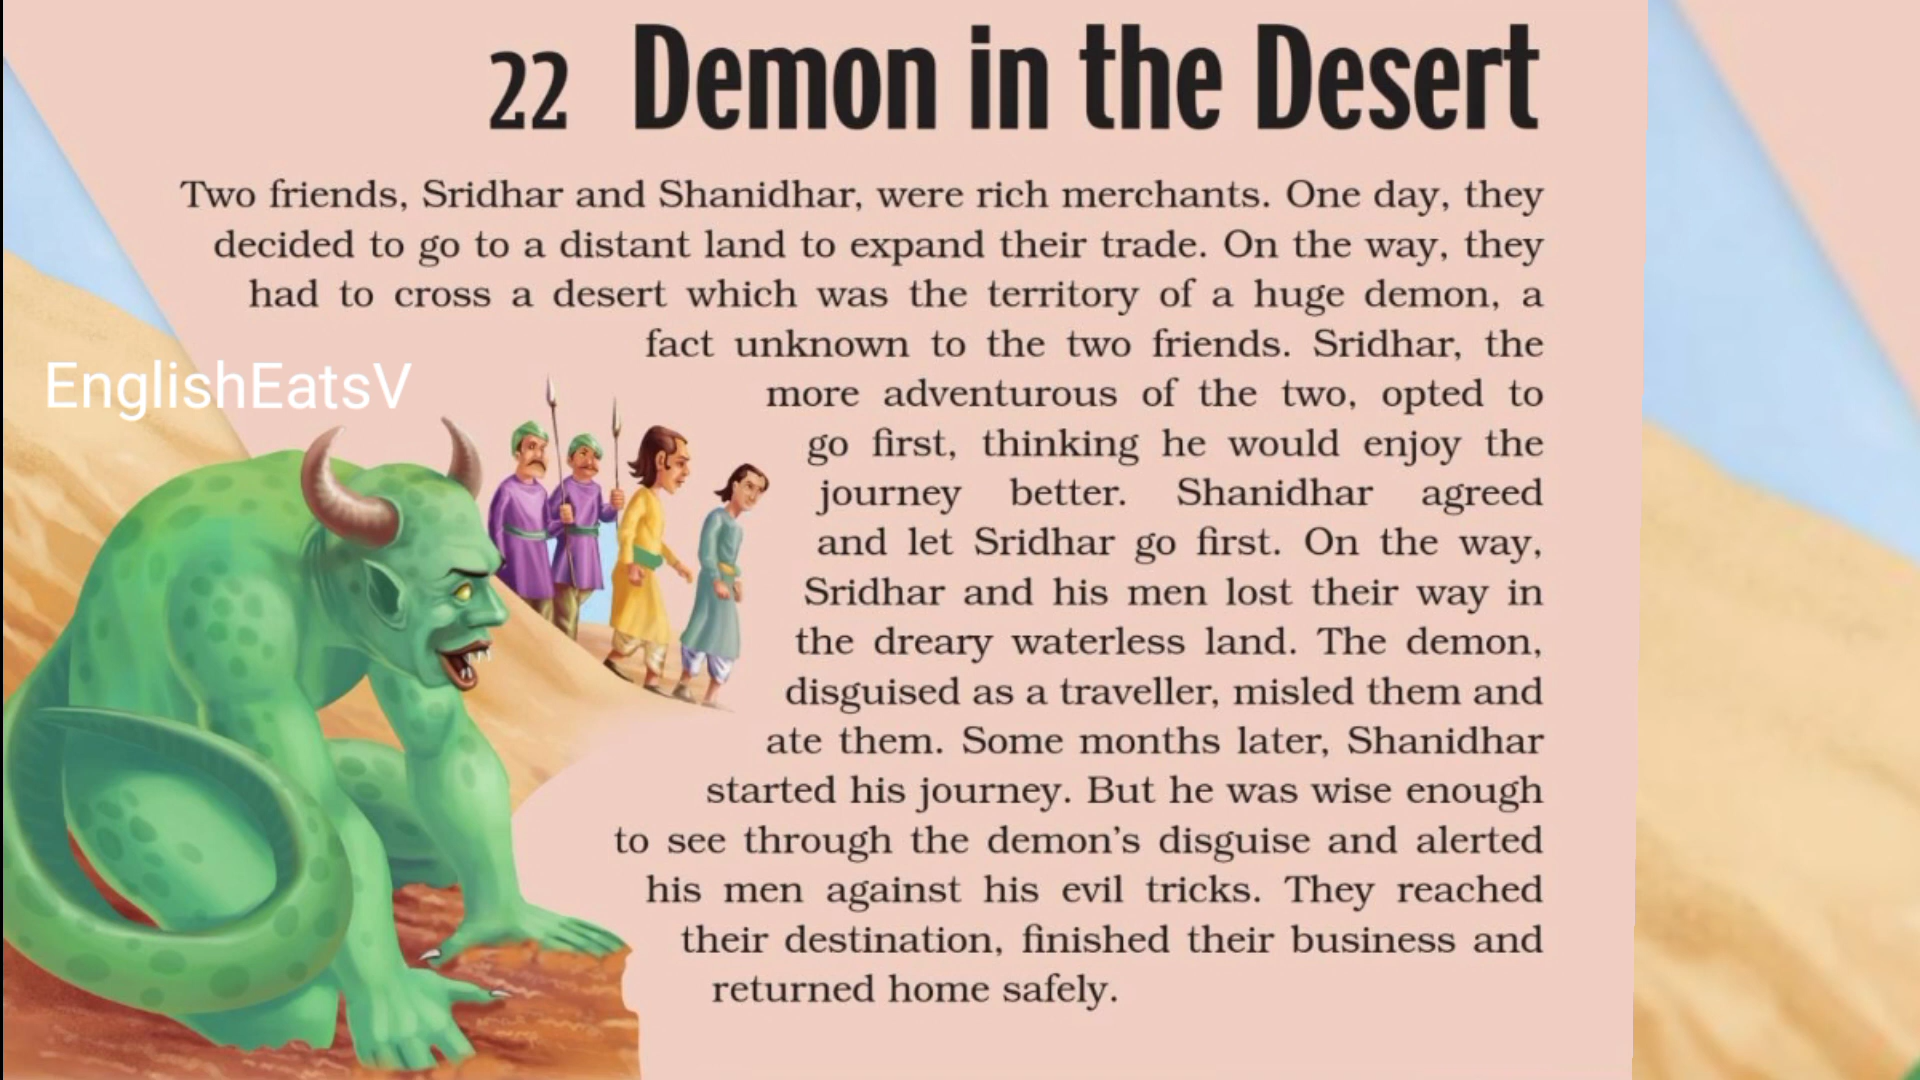 22 Demon in the Desert
Two friends, Sridhar and Shanidhar, were rich merchants. One day, they
decided to go to a distant land to expand their trade. On the way, they
had to cross a desert which was the territory of a huge demon, a
fact unknown to the two friends. Sridhar, the
more adventurous of the two, opted to
go first, thinking he would enjoy the
journey better. Shanidhar agreed
and let Sridhar go first. On the way,
Sridhar and his men lost their way in
the dreary waterless land. The demon,
disguised as a traveller, misled them and
ate them. Some months later, Shanidhar
started his journey. But he was wise enough
to see through the demon's disguise and alerted
his men against his evil tricks. They reached
their destination, finished their business and
returned home safely.
EnglishEatsV